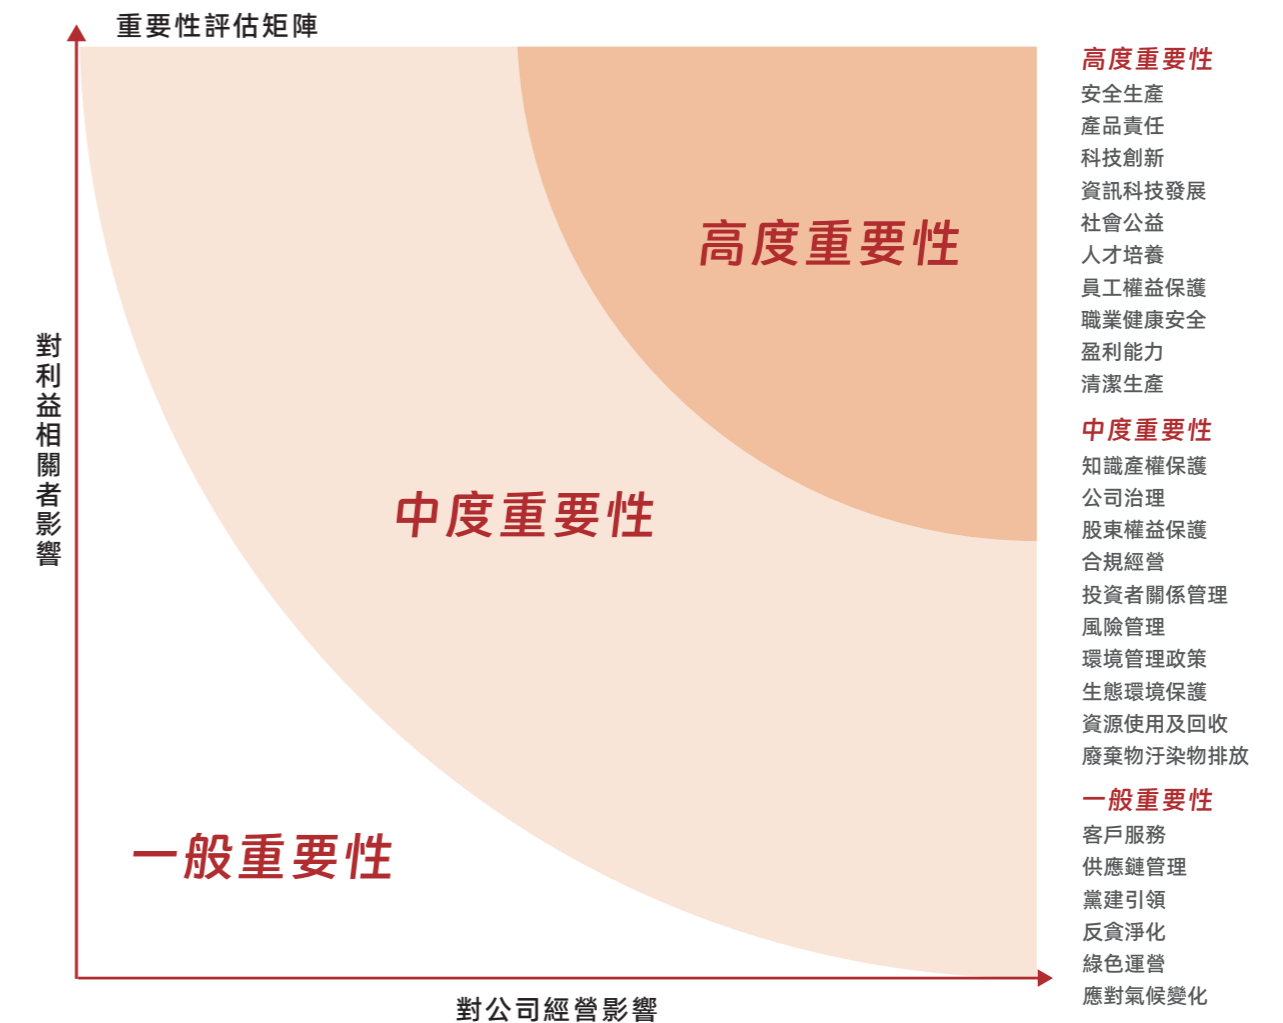 重要性評估矩陣
對利益相關者影響
高度重要性
中度重要性
一般重要性
對公司經營影響
高度重要性
安全生產
產品責任
科技創新
資訊科技發展
社會公益
人才培養
員工權益保護
職業健康安全
盈利能力
清潔生產
中度重要性
知識產權保護
公司治理
股東權益保護
合規經營
投資者關係管理
風險管理
環境管理政策
生態環境保護
資源使用及回收
廢棄物汙染物排放
一般重要性
客戶服務
供應鏈管理
黨建引領
反貪淨化
綠色運營
應對氣候變化